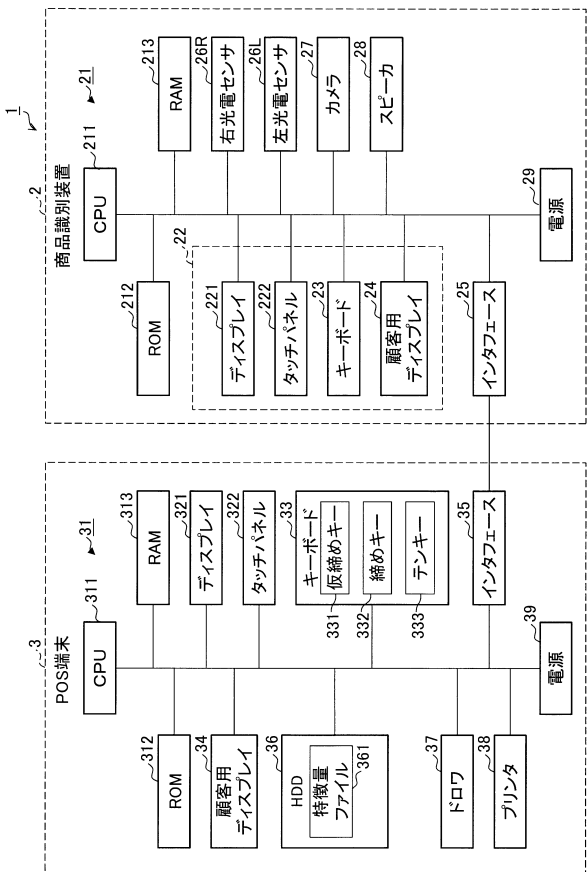 1
2
商品識別装置
21
CPU
211
ROM
212
RAM
213
22
ディスプレイ
221
右光電センサ
26R
タッチパネル
222
左光電センサ
26L
キーボード
23
カメラ
27
顧客用
ディスプレイ
24
スピーカ
28
インタフェース
25
電源
29
3
POS端末
31
CPU
311
ROM
312
RAM
313
顧客用
ディスプレイ
34
ディスプレイ
321
タッチパネル
322
HDD
36
特徴量
ファイル
361
キーボード
33
仮締めキー
331
締めキー
332
テンキー
333
ドロワ
37
インタフェース
35
プリンタ
38
電源
39